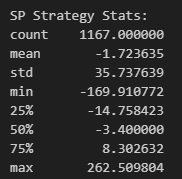 SP Strategy Stats:
count    1167.000000
mean       -1.723635
std        35.737639
min      -169.910772
25%       -14.758423
50%        -3.400000
75%         8.302632
max       262.509804